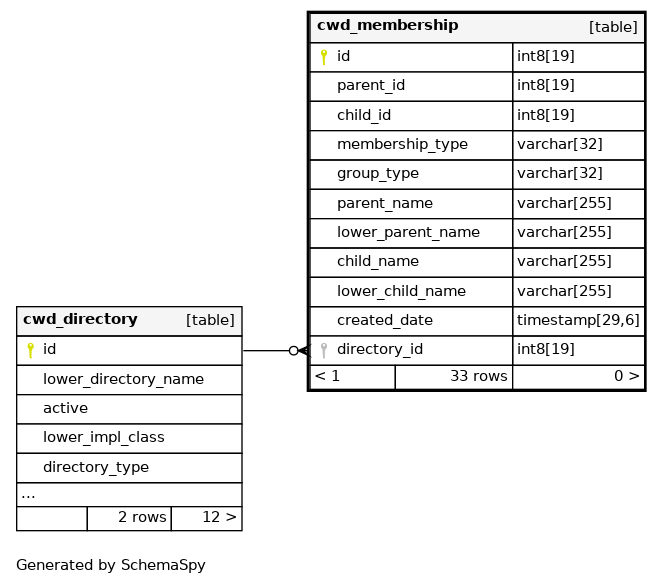 cwd_membership [table]
id int8[19]
parent_id int8[19]
child_id int8[19]
membership_type varchar[32]
group_type varchar[32]
parent_name varchar[255]
lower_parent_name varchar[255]
child_name varchar[255]
lower_child_name varchar[255]
created_date timestamp[29,6]
directory_id int8[19]
< 1 33 rows 0 >
cwd_directory [table]
id
lower_directory_name
active
lower_impl_class
directory_type
...
2 rows 12 >
Generated by SchemaSpy